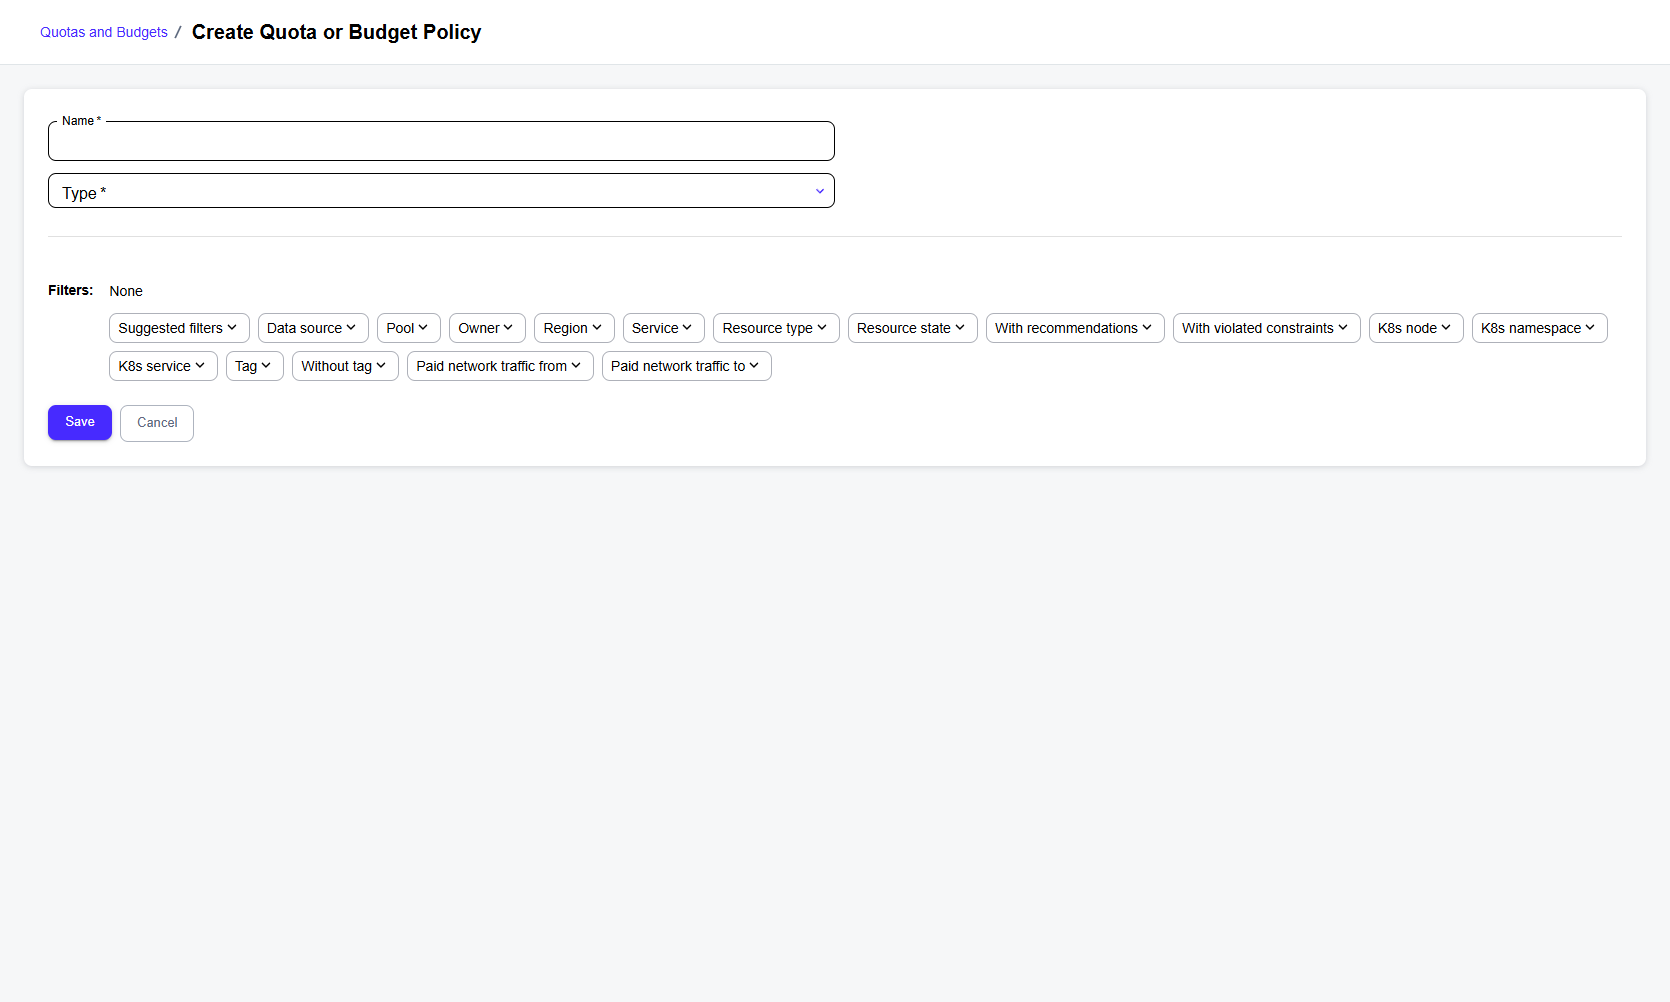 Quotas and Budgets / Create Quota or Budget Policy
Name *
Type *
Filters: None
Suggested filters Data source Pool Owner Region Service Resource type Resource state With recommendations With violated constraints K8s node K8s namespace
K8s service Tag Without tag Paid network traffic from Paid network traffic to
Save Cancel